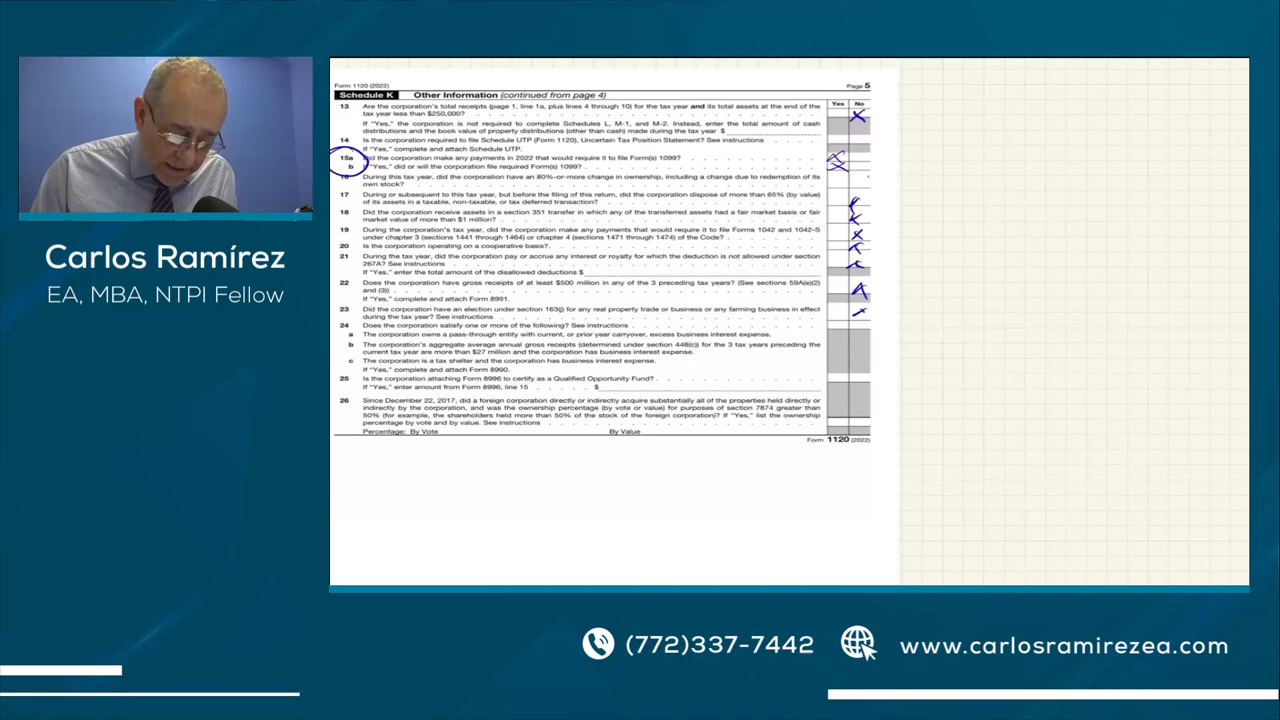 Form 1120 (2022) Page 5
Schedule K Other Information (continued from page 4)
Yes No
13 Are the corporation's total receipts (page 1, line 1a, plus lines 4 through 10) for the tax year and its total assets at the end of the
tax year less than $250,000? . . . . . . . . . . . . . . . . . . . . . . . . . . . . . X
If "Yes," the corporation is not required to complete Schedules L, M-1, and M-2. Instead, enter the total amount of cash
distributions and the book value of property distributions (other than cash) made during the tax year $
14 Is the corporation required to file Schedule UTP (Form 1120), Uncertain Tax Position Statement? See instructions . . . .
If "Yes," complete and attach Schedule UTP.
15a Did the corporation make any payments in 2022 that would require it to file Form(s) 1099? . . . . . . . . . . X
b If "Yes," did or will the corporation file required Form(s) 1099? . . . . . . . . . . . . . . . . . X
16 During this tax year, did the corporation have an 80%-or-more change in ownership, including a change due to redemption of its
own stock? . . . . . . . . . . . . . . . . . . . . . . . . . . . . .
17 During or subsequent to this tax year, but before the filing of this return, did the corporation dispose of more than 65% (by value)
of its assets in a taxable, non-taxable, or tax deferred transaction? . . . . . . . . . . . . . . . .
18 Did the corporation receive assets in a section 351 transfer in which any of the transferred assets had a fair market basis or fair
market value of more than $1 million? . . . . . . . . . . . . . . . . . . . . . . . X
19 During the corporation's tax year, did the corporation make any payments that would require it to file Forms 1042 and 1042-S
under chapter 3 (sections 1441 through 1464) or chapter 4 (sections 1471 through 1474) of the Code? . . . . . . . X
20 Is the corporation operating on a cooperative basis? . . . . . . . . . . . . . . . . . . . X
21 During the tax year, did the corporation pay or accrue any interest or royalty for which the deduction is not allowed under section
267A? See instructions . . . . . . . . . . . . . . . . . . . . . . . . . . X
If "Yes," enter the total amount of the disallowed deductions $
22 Does the corporation have gross receipts of at least $500 million in any of the 3 preceding tax years? (See sections 59A(e)(2)
and (3)) . . . . . . . . . . . . . . . . . . . . . . . . . . . . . . X
If "Yes," complete and attach Form 8991.
23 Did the corporation have an election under section 163(j) for any real property trade or business or any farming business in effect
during the tax year? See instructions . . . . . . . . . . . . . . . . . . . . . . . X
24 Does the corporation satisfy one or more of the following? See instructions . . . . . . . . . . . . .
a The corporation owns a pass-through entity with current, or prior year carryover, excess business interest expense.
b The corporation's aggregate average annual gross receipts (determined under section 448(c)) for the 3 tax years preceding the
current tax year are more than $27 million and the corporation has business interest expense.
c The corporation is a tax shelter and the corporation has business interest expense.
If "Yes," complete and attach Form 8990.
25 Is the corporation attaching Form 8996 to certify as a Qualified Opportunity Fund? . . . . . . . . . . . .
If "Yes," enter amount from Form 8996, line 15 . . . . . $
26 Since December 22, 2017, did a foreign corporation directly or indirectly acquire substantially all of the properties held directly or
indirectly by the corporation, and was the ownership percentage (by vote or value) for purposes of section 7874 greater than
50% (for example, the shareholders held more than 50% of the stock of the foreign corporation)? If "Yes," list the ownership
percentage by vote and by value. See instructions . . . . . . . . . . . . . . . . . . .
Percentage: By Vote By Value
Form 1120 (2022)
Carlos Ramírez
EA, MBA, NTPI Fellow
(772)337-7442
www.carlosramirezea.com